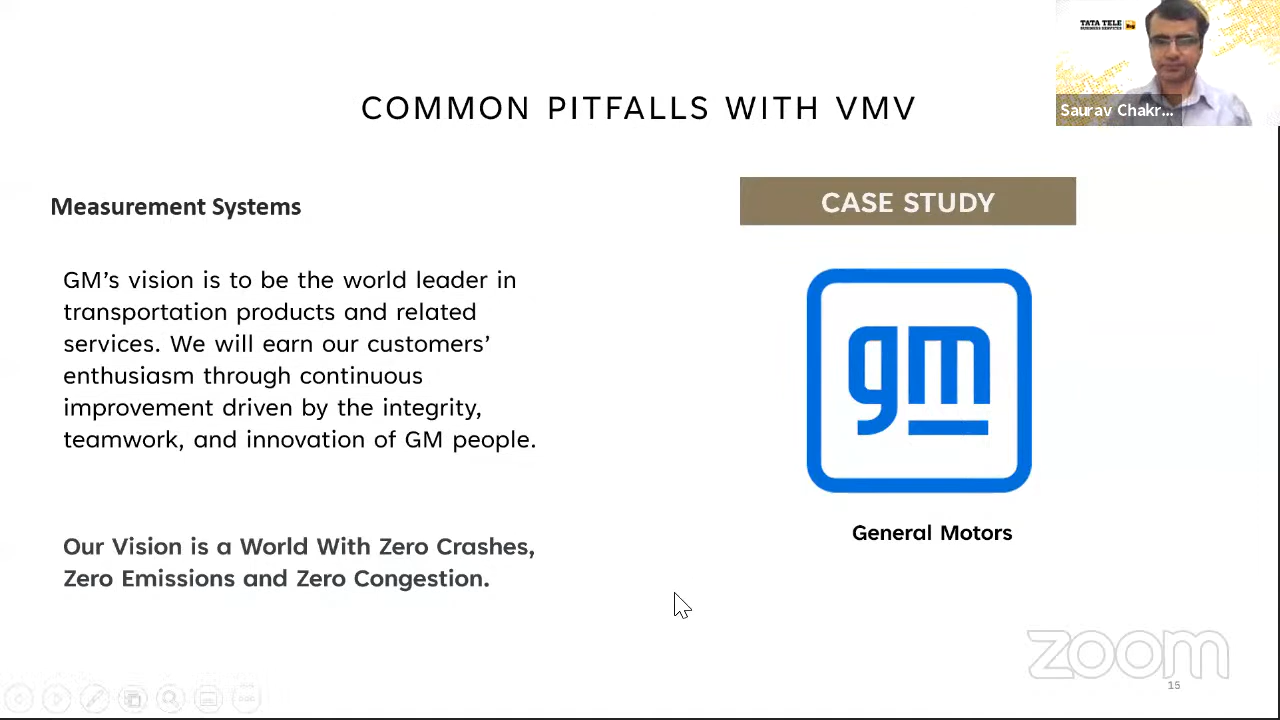 TATA TELE
BUSINESS SERVICES
Saurav Chakr...
COMMON PITFALLS WITH VMV
Measurement Systems
CASE STUDY
GM’s vision is to be the world leader in
transportation products and related
services. We will earn our customers’
enthusiasm through continuous
improvement driven by the integrity,
teamwork, and innovation of GM people.
gm
General Motors
Our Vision is a World With Zero Crashes,
Zero Emissions and Zero Congestion.
zoom
15